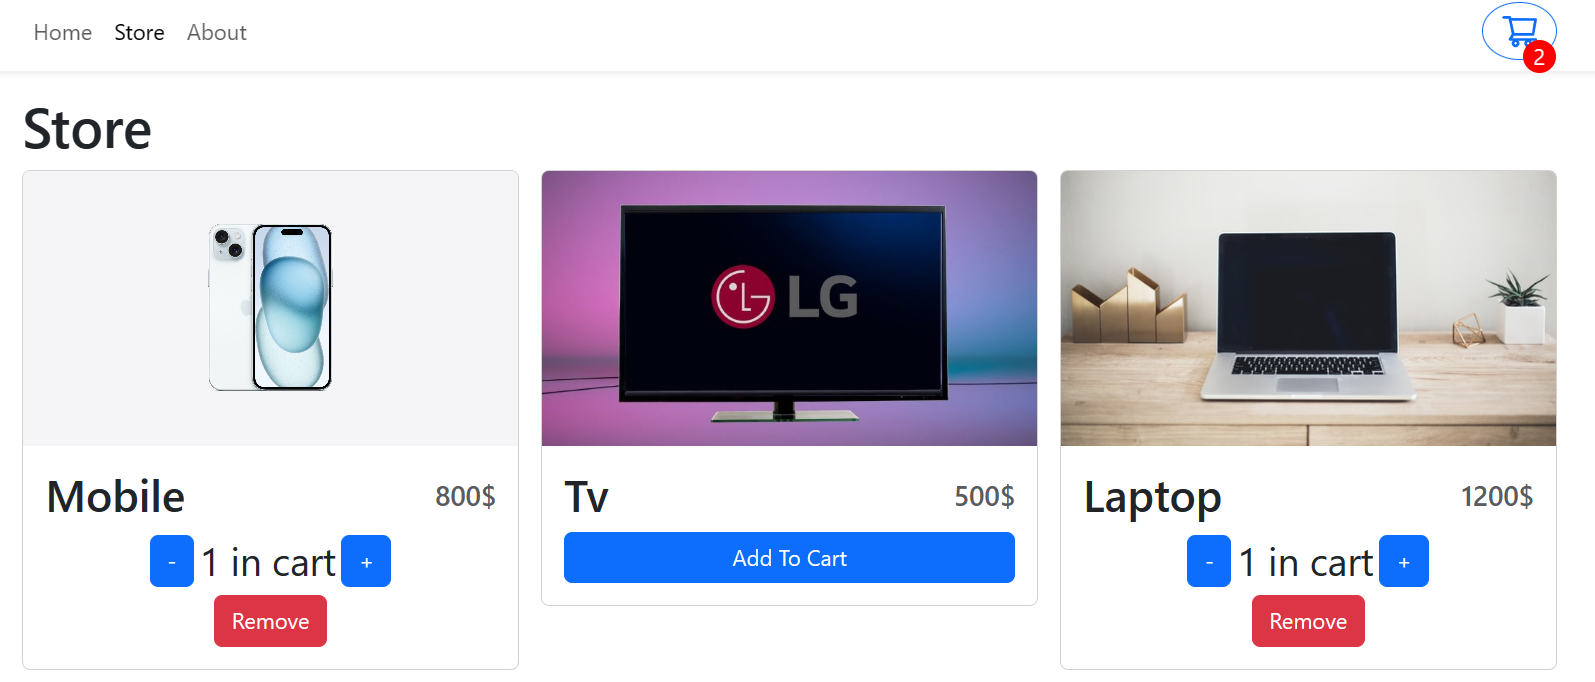 Home Store About
2
Store
LG
Mobile 800$
- 1 in cart +
Remove
Tv 500$
Add To Cart
Laptop 1200$
- 1 in cart +
Remove